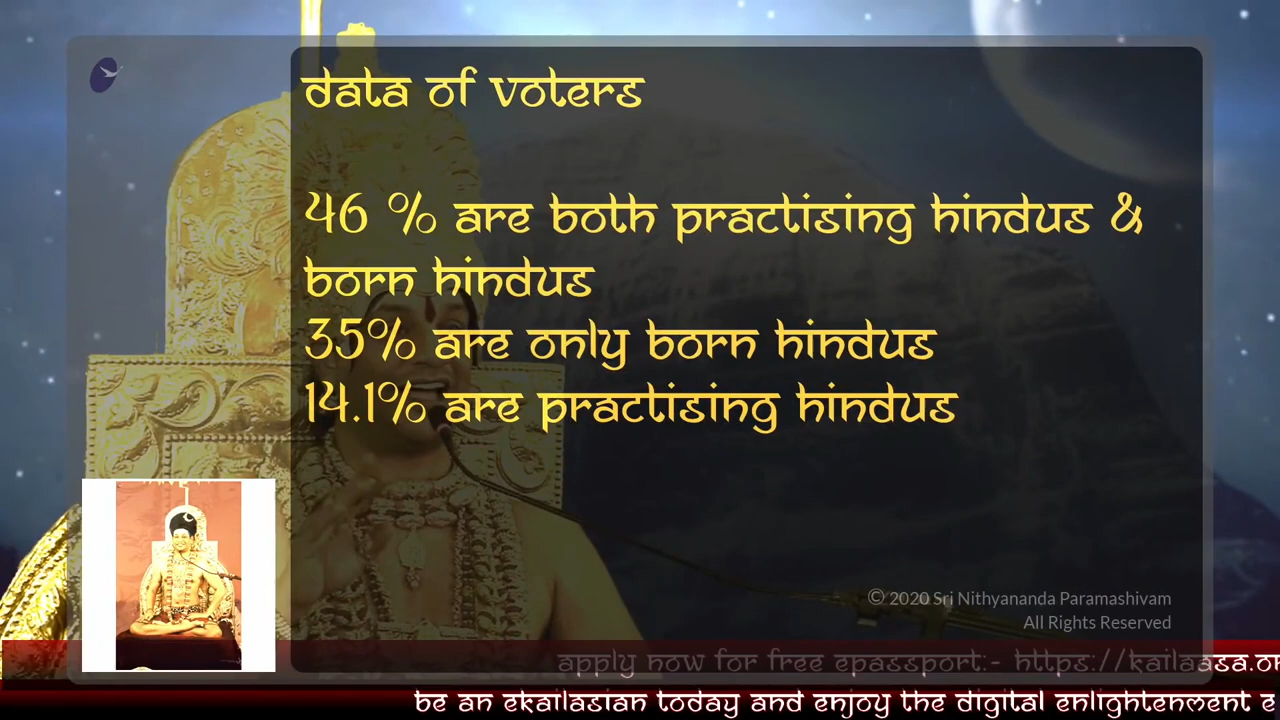 Data of voters
46 % are both practising hindus &
born hindus
35% are only born hindus
14.1% are practising hindus
© 2020 Sri Nithyananda Paramashivam
All Rights Reserved
apply now for free epassport:- https://kailaasa.or
be an ekailasian today and enjoy the digital enlightenment e